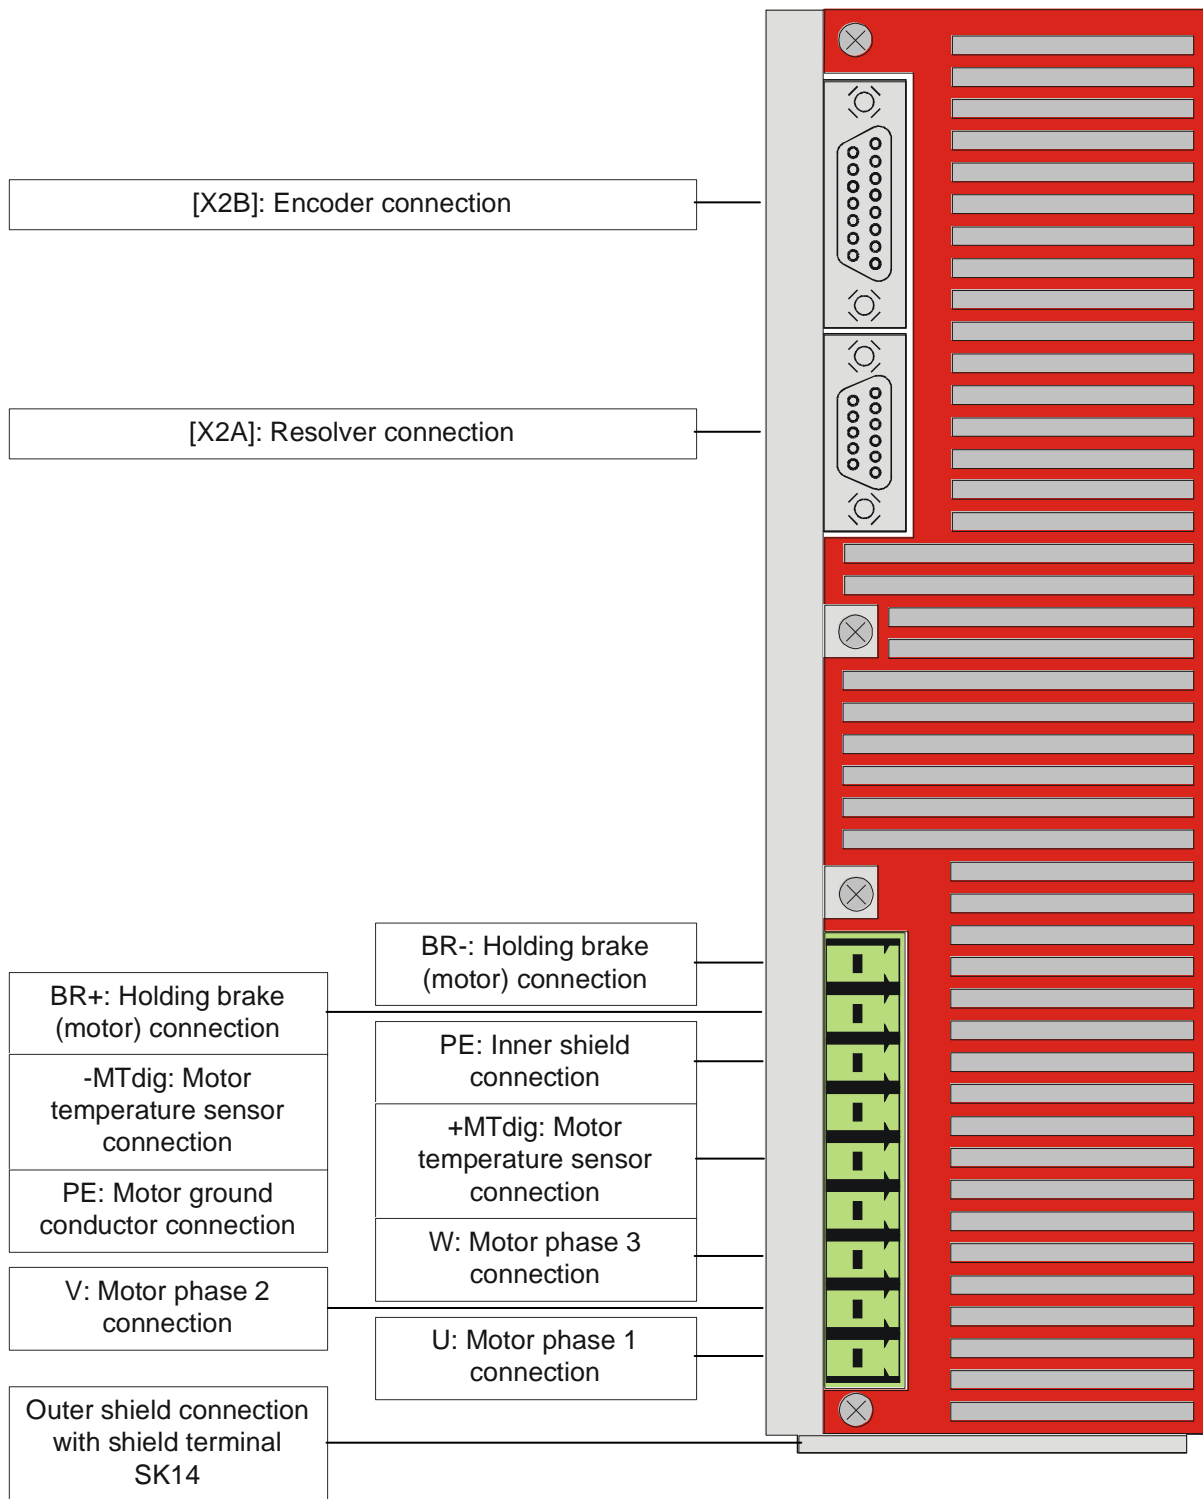 [X2B]: Encoder connection
[X2A]: Resolver connection
BR-: Holding brake
(motor) connection
BR+: Holding brake
(motor) connection
PE: Inner shield
connection
-MTdig: Motor
temperature sensor
connection
+MTdig: Motor
temperature sensor
connection
PE: Motor ground
conductor connection
W: Motor phase 3
connection
V: Motor phase 2
connection
U: Motor phase 1
connection
Outer shield connection
with shield terminal
SK14